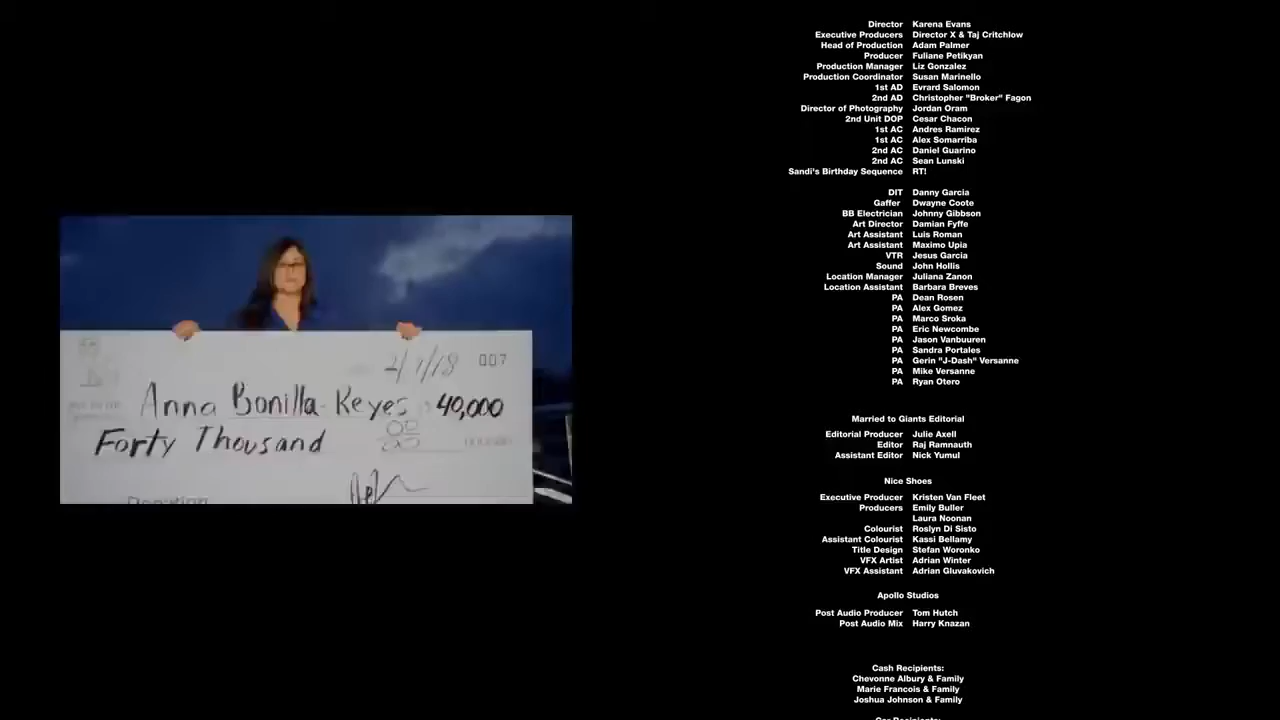 2/1/18 007
Anna Bonilla-Keyes 40,000
Forty Thousand
Donation
Director Karena Evans
Executive Producers Director X & Taj Critchlow
Head of Production Adam Palmer
Producer Fuliane Petikyan
Production Manager Liz Gonzalez
Production Coordinator Susan Marinello
1st AD Evrard Salomon
2nd AD Christopher "Broker" Fagon
Director of Photography Jordan Oram
2nd Unit DOP Cesar Chacon
1st AC Andres Ramirez
1st AC Alex Somarriba
2nd AC Daniel Guarino
2nd AC Sean Lunski
Sandi's Birthday Sequence RT!
DIT Danny Garcia
Gaffer Dwayne Coote
BB Electrician Johnny Gibbson
Art Director Damian Fyffe
Art Assistant Luis Roman
Art Assistant Maximo Upia
VTR Jesus Garcia
Sound John Hollis
Location Manager Juliana Zanon
Location Assistant Barbara Breves
PA Dean Rosen
PA Alex Gomez
PA Marco Sroka
PA Eric Newcombe
PA Jason Vanbuuren
PA Sandra Portales
PA Gerin "J-Dash" Versanne
PA Mike Versanne
PA Ryan Otero
Married to Giants Editorial
Editorial Producer Julie Axell
Editor Raj Ramnauth
Assistant Editor Nick Yumul
Nice Shoes
Executive Producer Kristen Van Fleet
Producers Emily Buller
Laura Noonan
Colourist Roslyn Di Sisto
Assistant Colourist Kassi Bellamy
Title Design Stefan Woronko
VFX Artist Adrian Winter
VFX Assistant Adrian Gluvakovich
Apollo Studios
Post Audio Producer Tom Hutch
Post Audio Mix Harry Knazan
Cash Recipients:
Chevonne Albury & Family
Marie Francois & Family
Joshua Johnson & Family
Car Recipients: